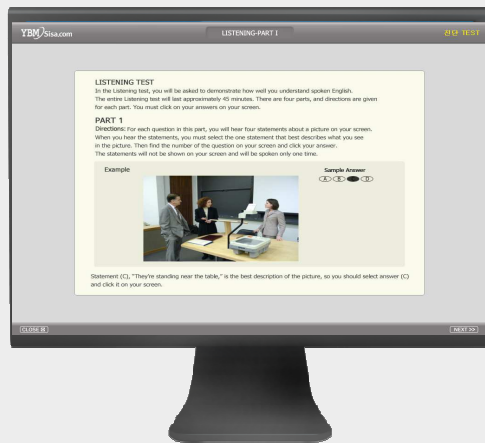 YBM/Sisa.com
LISTENING-PART I
진단 TEST
LISTENING TEST
In the Listening test, you will be asked to demonstrate how well you understand spoken English.
The entire Listening test will last approximately 45 minutes. There are four parts, and directions are given
for each part. You must click on your answers on your screen.
PART 1
Directions: For each question in this part, you will hear four statements about a picture on your screen.
When you hear the statements, you must select the one statement that best describes what you see
in the picture. Then find the number of the question on your screen and click your answer.
The statements will not be shown on your screen and will be spoken only one time.
Example
Sample Answer
A B D
Statement (C), "They're standing near the table," is the best description of the picture, so you should select answer (C)
and click it on your screen.
CLOSE
NEXT >>